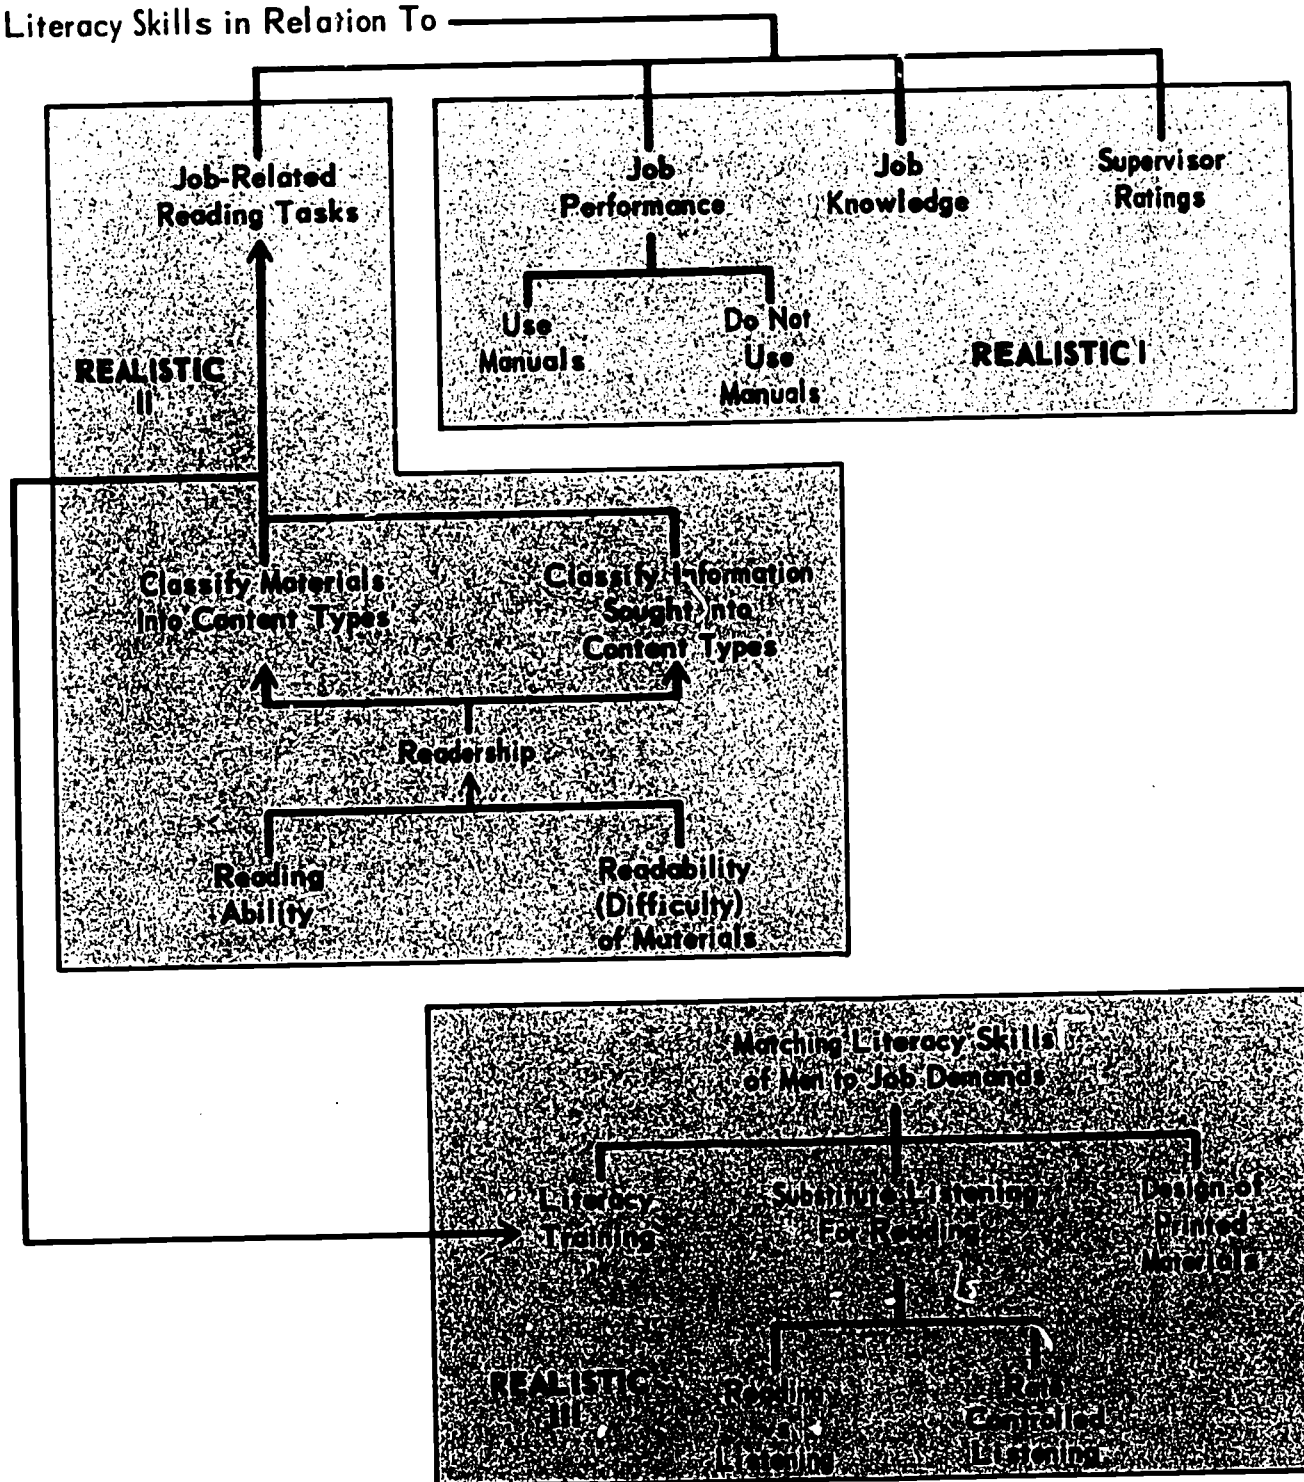 Literacy Skills in Relation To
Job-Related
Reading Tasks
Job
Performance
Job
Knowledge
Supervisor
Ratings
Use
Manuals
Do Not
Use
Manuals
REALISTIC I
REALISTIC
II
Classify Materials
Into Content Types
Classify Information
Sought Into
Content Types
Readership
Reading
Ability
Readability
(Difficulty)
of Materials
Matching Literacy Skills
of Men to Job Demands
Literacy
Training
Substitute Listening
For Reading
Design of
Printed
Materials
REALISTIC
III
Reading
vs
Listening
Rate
Controlled
Listening